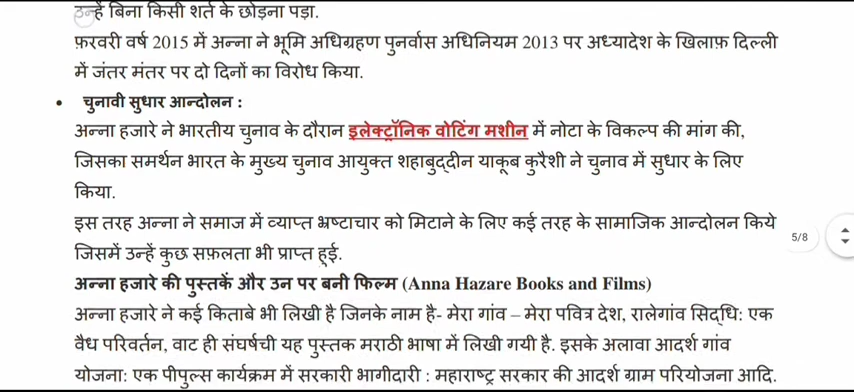 उन्हें बिना किसी शर्त के छोड़ना पड़ा.
फ़रवरी वर्ष 2015 में अन्ना ने भूमि अधिग्रहण पुनर्वास अधिनियम 2013 पर अध्यादेश के खिलाफ़ दिल्ली
में जंतर मंतर पर दो दिनों का विरोध किया.
• चुनावी सुधार आन्दोलन :
अन्ना हजारे ने भारतीय चुनाव के दौरान इलेक्ट्रॉनिक वोटिंग मशीन में नोटा के विकल्प की मांग की,
जिसका समर्थन भारत के मुख्य चुनाव आयुक्त शहाबुद्दीन याकूब कुरैशी ने चुनाव में सुधार के लिए
किया.
इस तरह अन्ना ने समाज में व्याप्त भ्रष्टाचार को मिटाने के लिए कई तरह के सामाजिक आन्दोलन किये
5/8
जिसमें उन्हें कुछ सफ़लता भी प्राप्त हुई.
अन्ना हजारे की पुस्तकें और उन पर बनी फिल्म (Anna Hazare Books and Films)
अन्ना हजारे ने कई किताबे भी लिखी है जिनके नाम है- मेरा गांव – मेरा पवित्र देश, रालेगांव सिद्धि: एक
वैध परिवर्तन, वाट ही संघर्षची यह पुस्तक मराठी भाषा में लिखी गयी है. इसके अलावा आदर्श गांव
योजना: एक पीपुल्स कार्यक्रम में सरकारी भागीदारी : महाराष्ट्र सरकार की आदर्श ग्राम परियोजना आदि.